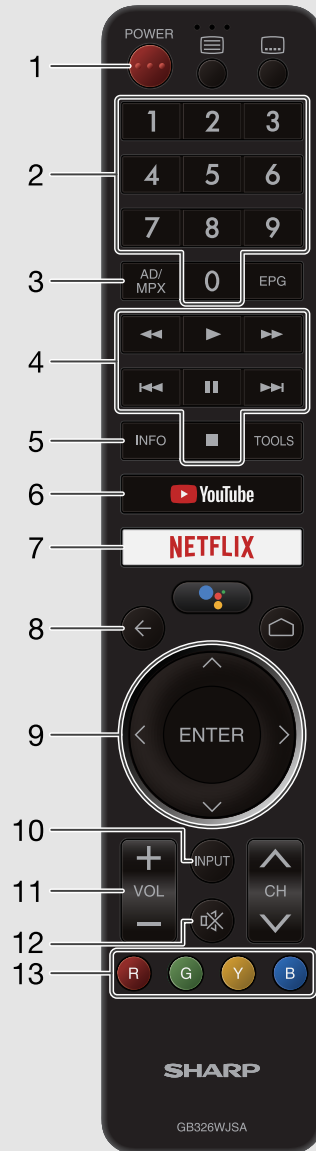 POWER
1
1 2 3
2
4 5 6
7 8 9
3
AD/
MPX
0
EPG
4
5
INFO
TOOLS
6
YouTube
7
NETFLIX
8
9
ENTER
10
INPUT
11
VOL
CH
12
13
R G Y B
SHARP
GB326WJSA